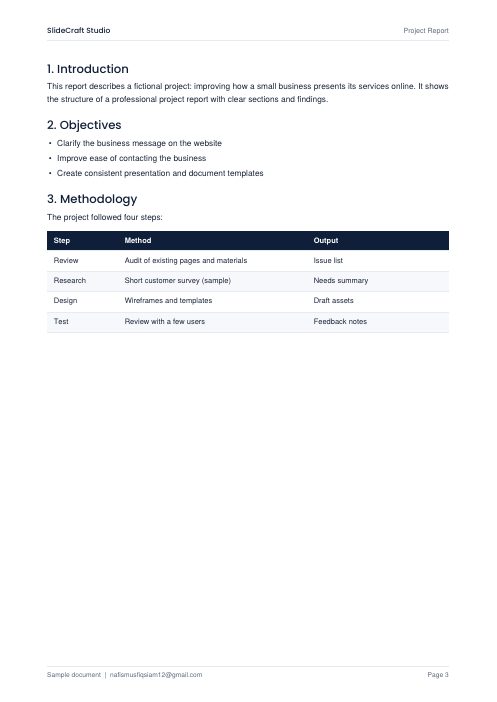 SlideCraft Studio Project Report
1. Introduction
This report describes a fictional project: improving how a small business presents its services online. It shows
the structure of a professional project report with clear sections and findings.
2. Objectives
• Clarify the business message on the website
• Improve ease of contacting the business
• Create consistent presentation and document templates
3. Methodology
The project followed four steps:
Step Method Output
Review Audit of existing pages and materials Issue list
Research Short customer survey (sample) Needs summary
Design Wireframes and templates Draft assets
Test Review with a few users Feedback notes
Sample document | nafismusfiqsiam12@gmail.com Page 3